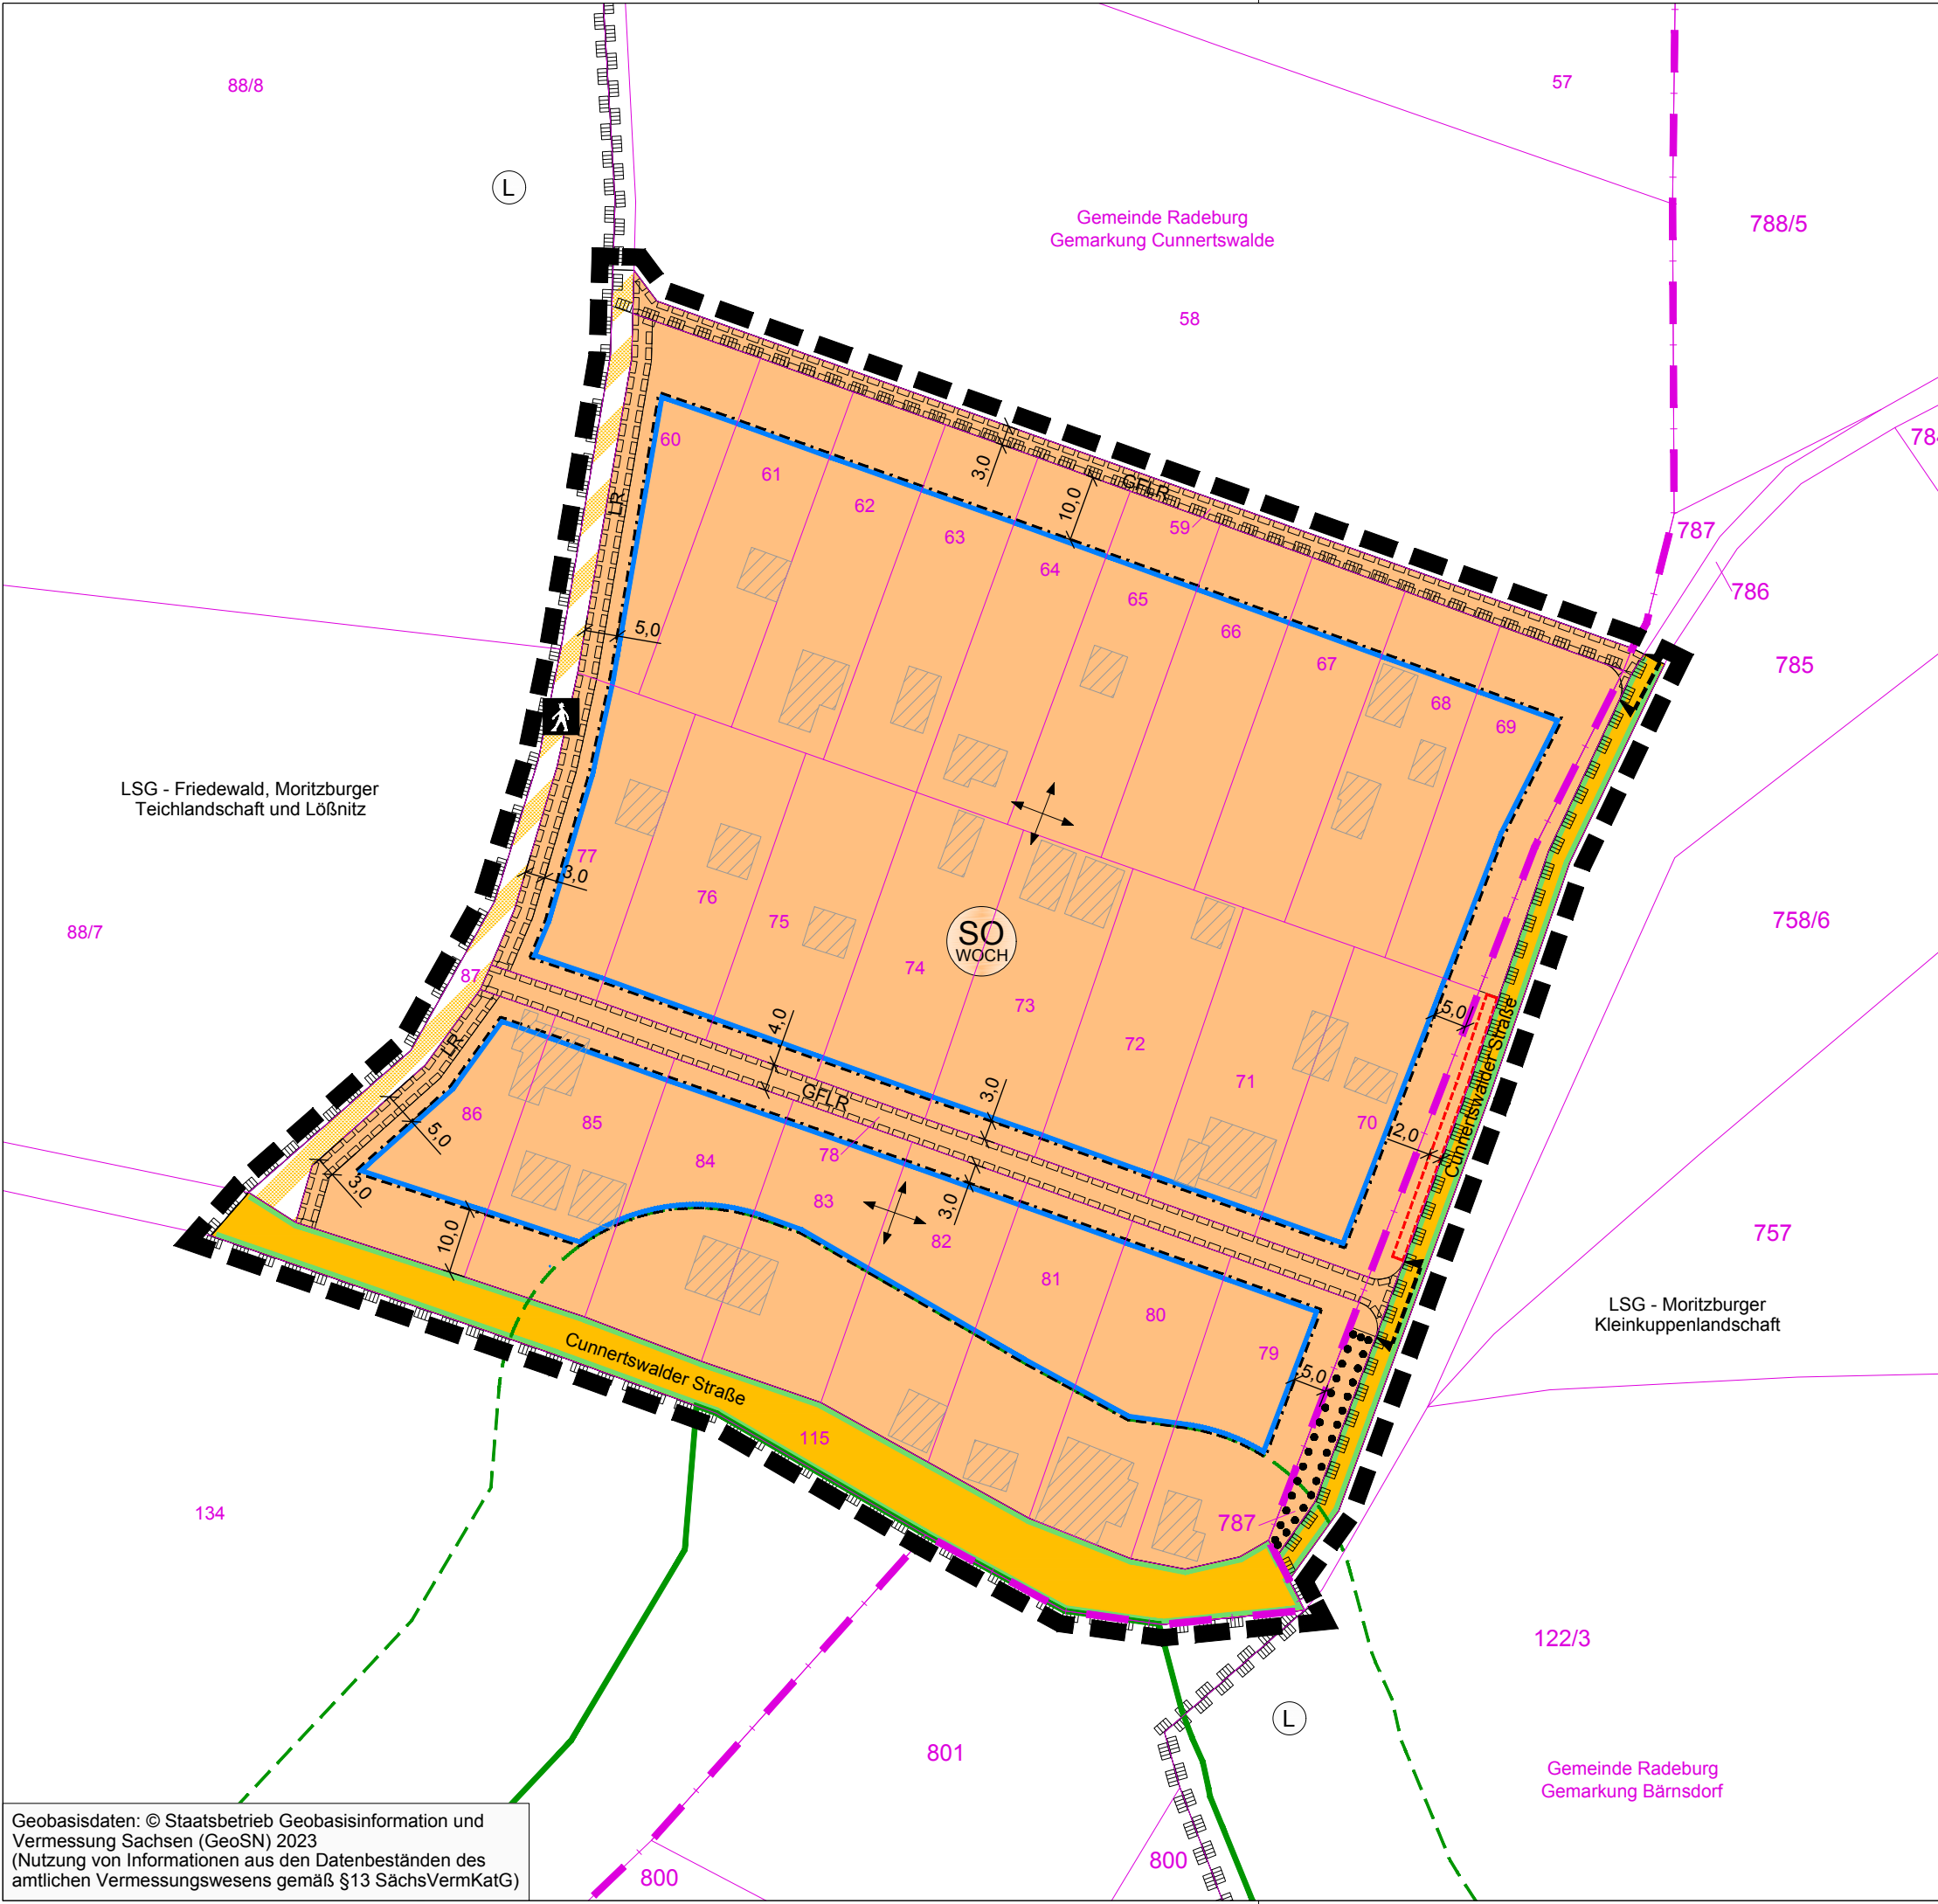 88/8
57
L
Gemeinde Radeburg
Gemarkung Cunnertswalde
788/5
58
60
61
62
63
64
65
66
67
68
69
3,0
10,0
GFLR
59
LR
5,0
787
786
785
LSG - Friedewald, Moritzburger
Teichlandschaft und Lößnitz
77
3,0
76
75
74
73
72
71
70
SO
WOCH
88/7
87
758/6
5,0
2,0
Cunnertswalder Straße
LR
4,0
3,0
GFLR
78
86
85
84
83
82
81
80
79
5,0
3,0
10,0
3,0
5,0
757
LSG - Moritzburger
Kleinkuppenlandschaft
Cunnertswalder Straße
115
134
787
122/3
L
801
Gemeinde Radeburg
Gemarkung Bärnsdorf
800
800
Geobasisdaten: © Staatsbetrieb Geobasisinformation und
Vermessung Sachsen (GeoSN) 2023
(Nutzung von Informationen aus den Datenbeständen des
amtlichen Vermessungswesens gemäß §13 SächsVermKatG)